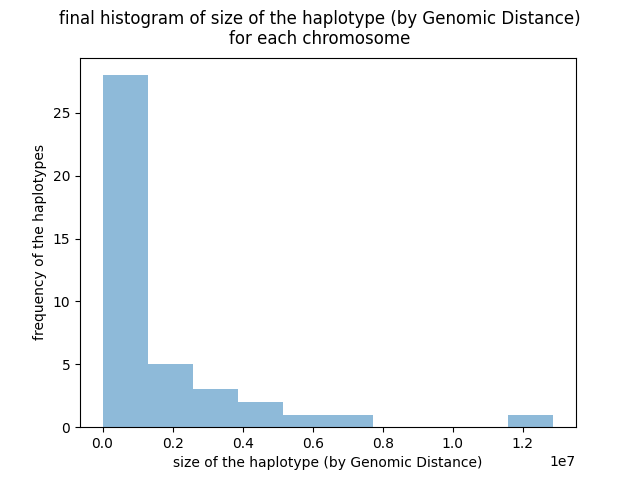 final histogram of size of the haplotype (by Genomic Distance)
for each chromosome
frequency of the haplotypes
25
20
15
10
5
0
0.0 0.2 0.4 0.6 0.8 1.0 1.2
1e7
size of the haplotype (by Genomic Distance)